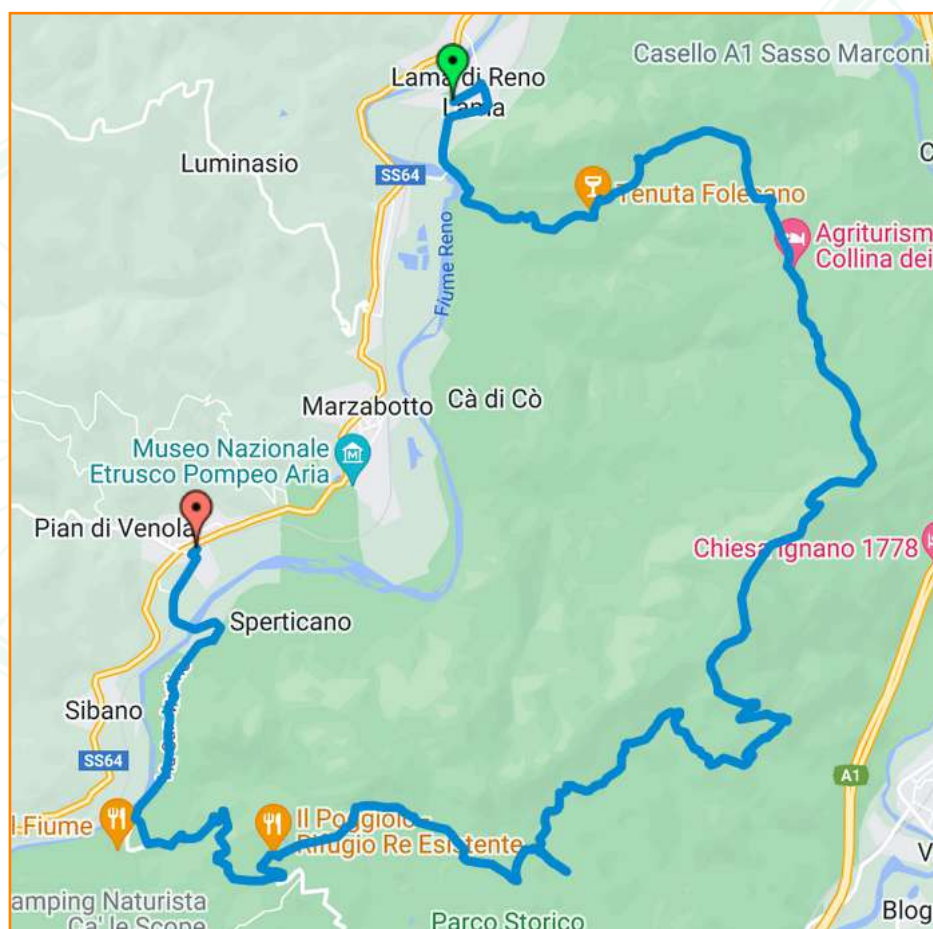 Casello A1 Sasso Marconi
Lama di Reno
Lama
Luminasio
SS64
Tenuta Folesano
Agriturism
Collina dei
Fiume Reno
Marzabotto
Cà di Cò
Museo Nazionale
Etrusco Pompeo Aria
Pian di Venola
Chiesa Ignano 1778
Sperticano
Sibano
SS64
A1
l Fiume
Il Poggiolo -
Rifugio Re Esistente
V
amping Naturista
Ca' le Scope
Parco Storico
Blog